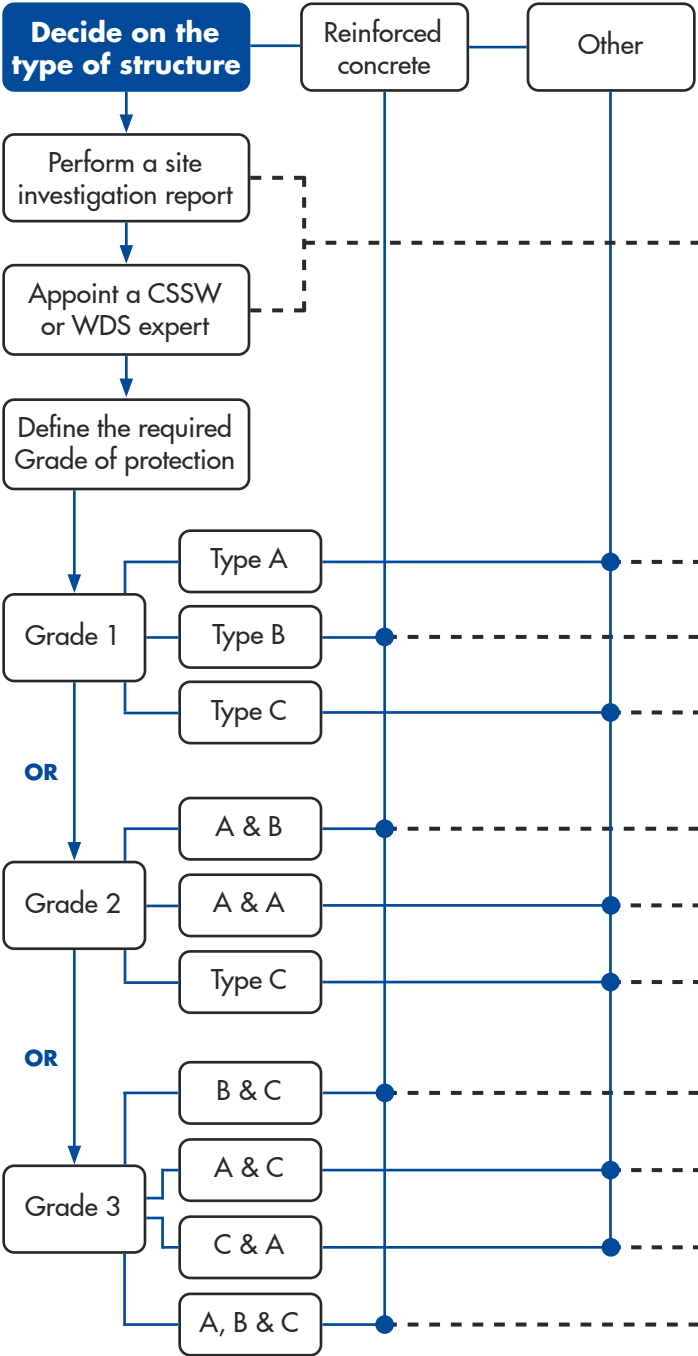 Decide on the
type of structure
Reinforced
concrete
Other
Perform a site
investigation report
Appoint a CSSW
or WDS expert
Define the required
Grade of protection
Type A
Grade 1
Type B
Type C
OR
A & B
Grade 2
A & A
Type C
OR
B & C
A & C
Grade 3
C & A
A, B & C